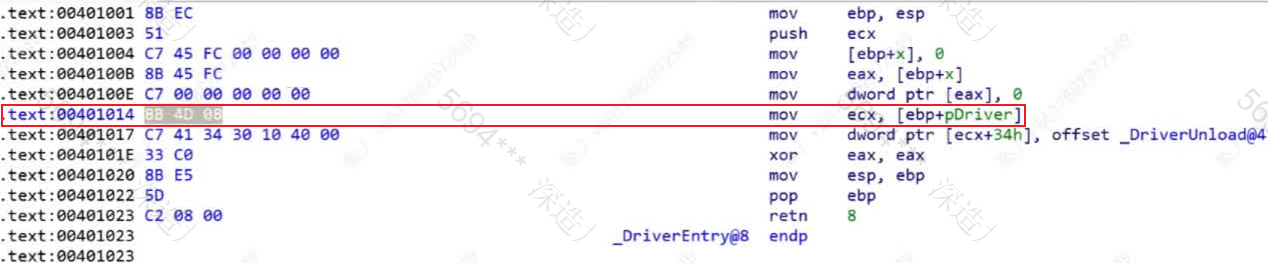 .text:00401001 8B EC mov ebp, esp
.text:00401003 51 push ecx
.text:00401004 C7 45 FC 00 00 00 00 mov [ebp+x], 0
.text:0040100B 8B 45 FC mov eax, [ebp+x]
.text:0040100E C7 00 00 00 00 00 mov dword ptr [eax], 0
.text:00401014 8B 4D 08 mov ecx, [ebp+pDriver]
.text:00401017 C7 41 34 30 10 40 00 mov dword ptr [ecx+34h], offset _DriverUnload@4
.text:0040101E 33 C0 xor eax, eax
.text:00401020 8B E5 mov esp, ebp
.text:00401022 5D pop ebp
.text:00401023 C2 08 00 retn 8
.text:00401023 _DriverEntry@8 endp
.text:00401023
5694***
深造